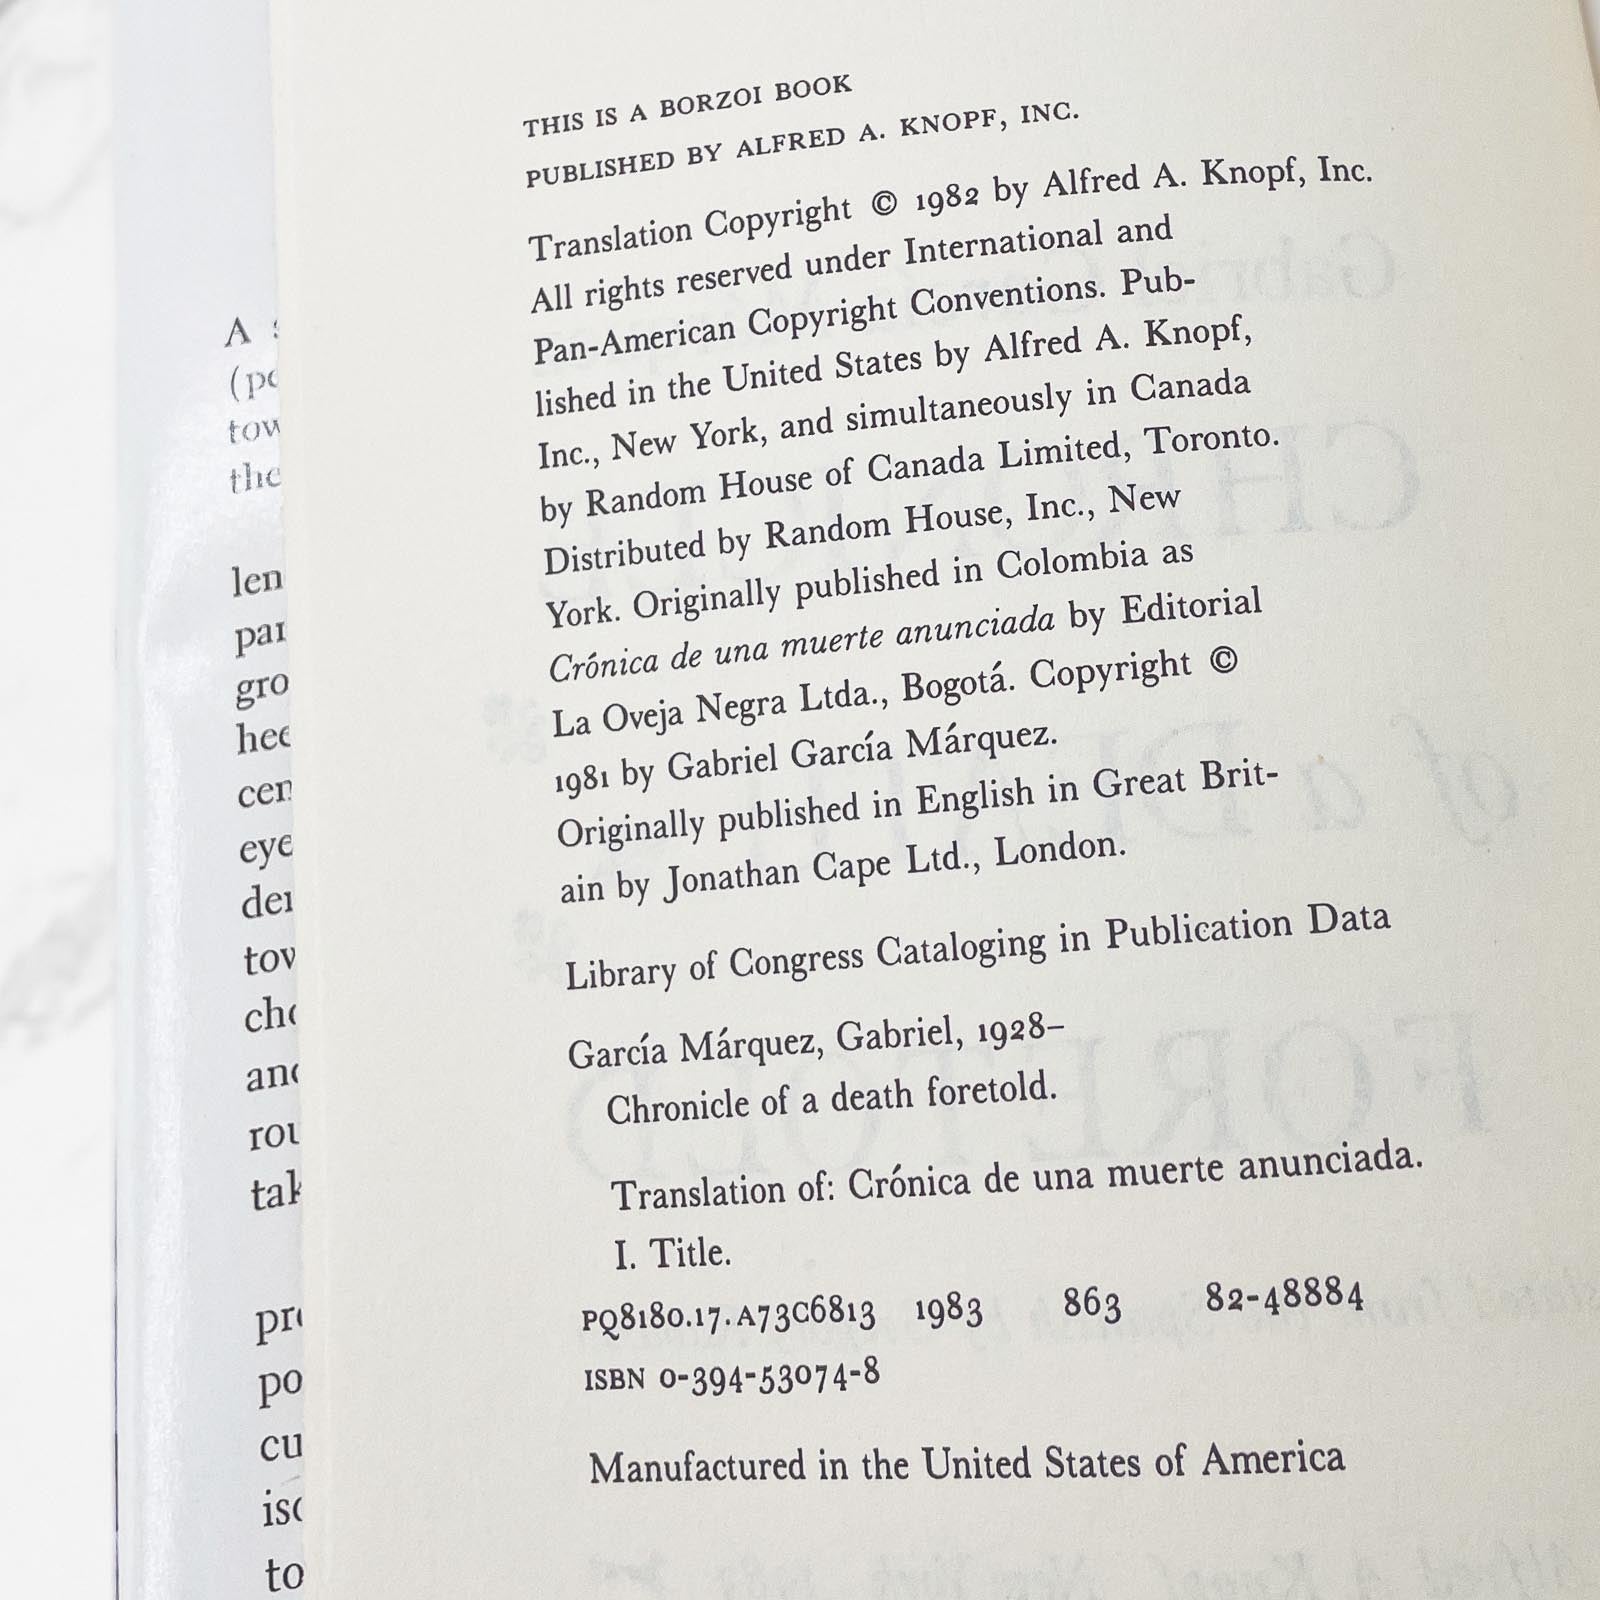 THIS IS A BORZOI BOOK
PUBLISHED BY ALFRED A. KNOPF, INC.
Translation Copyright © 1982 by Alfred A. Knopf, Inc.
All rights reserved under International and
Pan-American Copyright Conventions. Pub-
lished in the United States by Alfred A. Knopf,
Inc., New York, and simultaneously in Canada
by Random House of Canada Limited, Toronto.
Distributed by Random House, Inc., New
York. Originally published in Colombia as
Crónica de una muerte anunciada by Editorial
La Oveja Negra Ltda., Bogotá. Copyright ©
1981 by Gabriel García Márquez.
Originally published in English in Great Brit-
ain by Jonathan Cape Ltd., London.
Library of Congress Cataloging in Publication Data
García Márquez, Gabriel, 1928–
Chronicle of a death foretold.
Translation of: Crónica de una muerte anunciada.
I. Title.
PQ8180.17.A73C6813 1983 863 82-48884
ISBN 0-394-53074-8
Manufactured in the United States of America